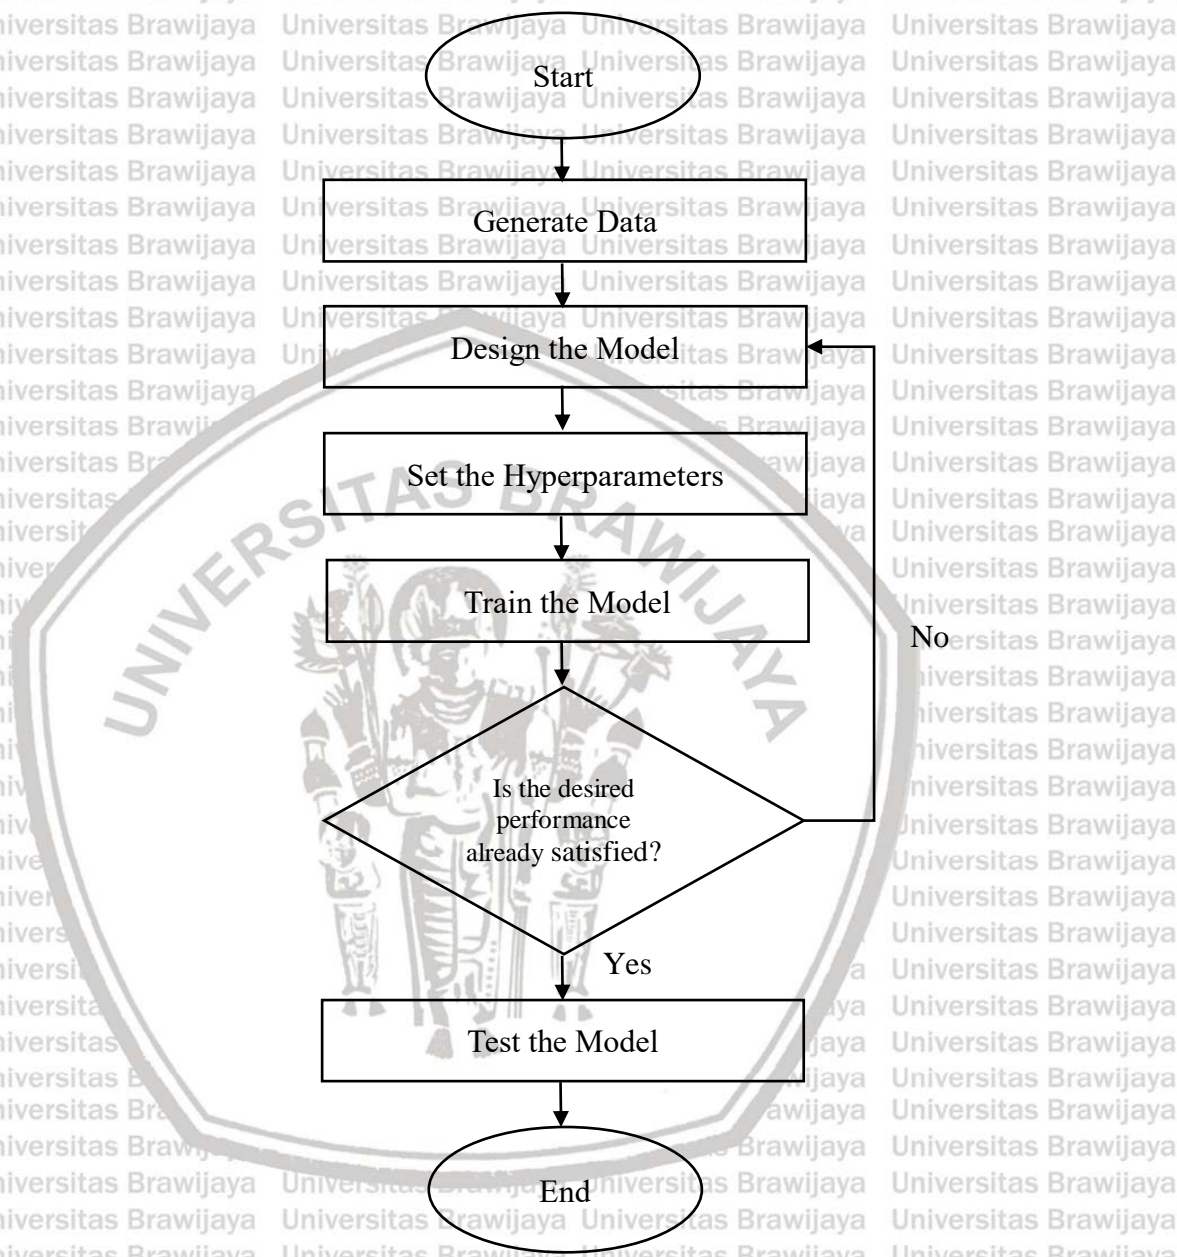 Start
Generate Data
Design the Model
Set the Hyperparameters
Train the Model
No
Is the desired
performance
already satisfied?
Yes
Test the Model
End
UNIVERSITAS BRAWIJAYA
Universitas Brawijaya